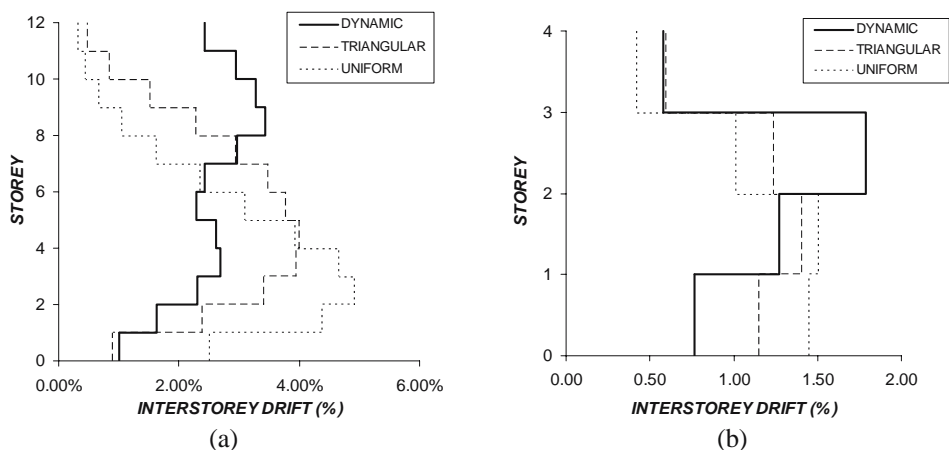 12
10
8
6
4
2
0
STOREY
DYNAMIC
TRIANGULAR
UNIFORM
0.00% 2.00% 4.00% 6.00%
INTERSTOREY DRIFT (%)
(a)
4
3
2
1
0
STOREY
DYNAMIC
TRIANGULAR
UNIFORM
0.00 0.50 1.00 1.50 2.00
INTERSTOREY DRIFT (%)
(b)